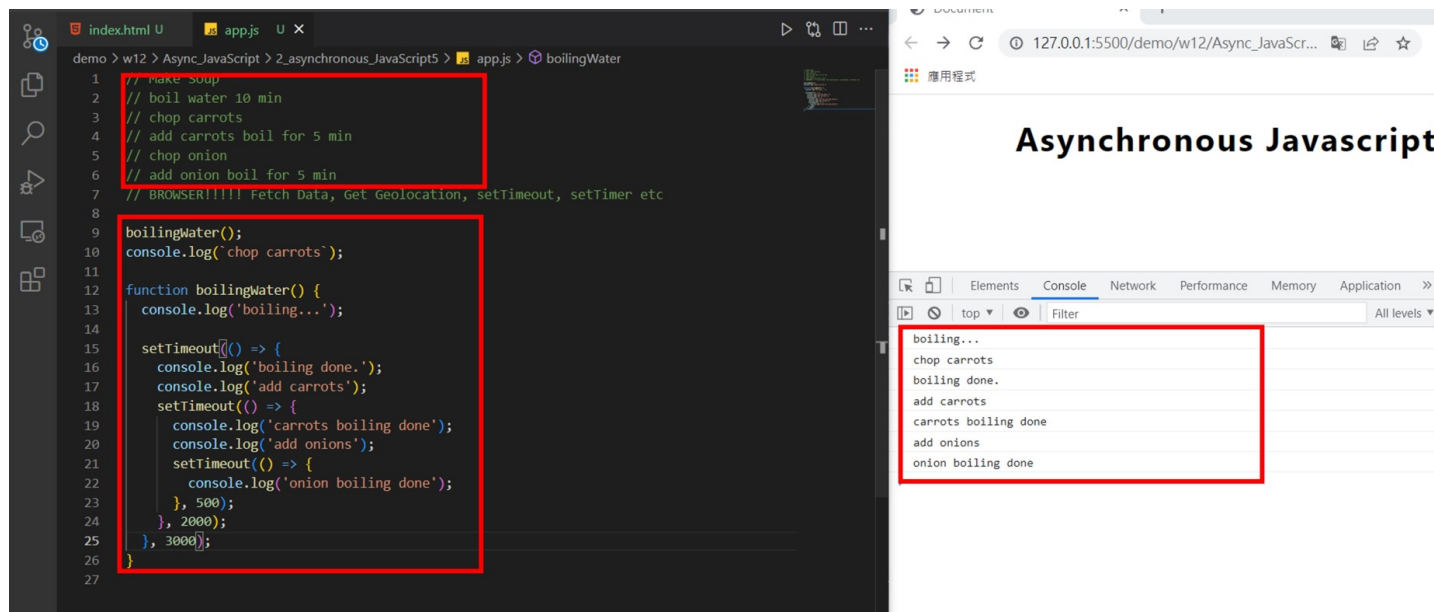 index.html U
app.js U
demo > w12 > Async_JavaScript > 2_asynchronous_JavaScript5 > app.js > boilingWater
1 // Make Soup
2 // boil water 10 min
3 // chop carrots
4 // add carrots boil for 5 min
5 // chop onion
6 // add onion boil for 5 min
7 // BROWSER!!!!! Fetch Data, Get Geolocation, setTimeout, setTimer etc
8
9 boilingWater();
10 console.log(`chop carrots`);
11
12 function boilingWater() {
13 console.log('boiling...');
14
15 setTimeout(() => {
16 console.log('boiling done.');
17 console.log('add carrots');
18 setTimeout(() => {
19 console.log('carrots boiling done');
20 console.log('add onions');
21 setTimeout(() => {
22 console.log('onion boiling done');
23 }, 500);
24 }, 2000);
25 }, 3000);
26 }
27
Document
127.0.0.1:5500/demo/w12/Async_JavaScr...
應用程式
Asynchronous Javascript
Elements Console Network Performance Memory Application »
top Filter All levels
boiling...
chop carrots
boiling done.
add carrots
carrots boiling done
add onions
onion boiling done